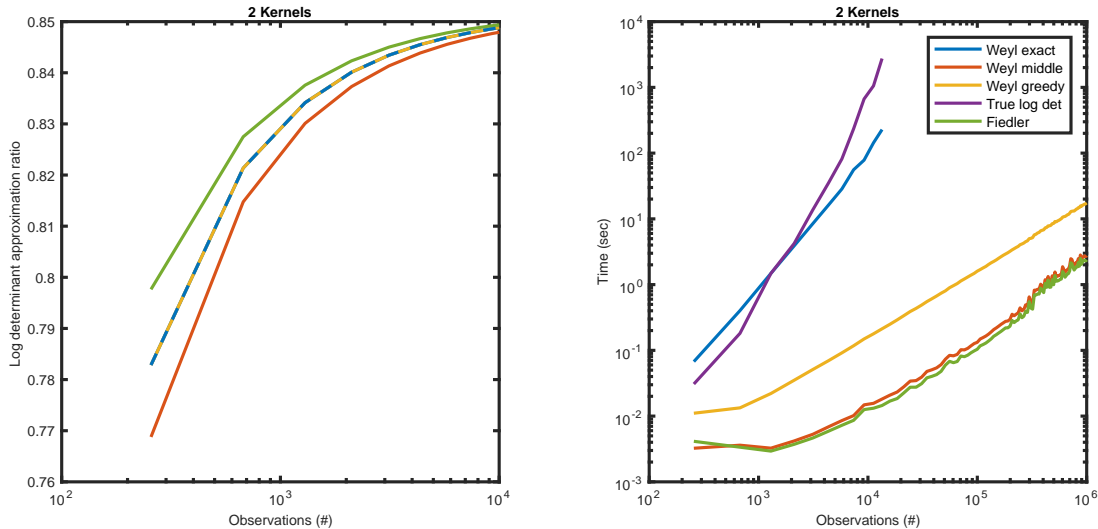 2 Kernels
0.85
0.84
0.83
0.82
0.81
0.8
0.79
0.78
0.77
0.76
Log determinant approximation ratio
10^2
10^3
10^4
Observations (#)
2 Kernels
10^4
10^3
10^2
10^1
10^0
10^-1
10^-2
10^-3
Time (sec)
Weyl exact
Weyl middle
Weyl greedy
True log det
Fiedler
10^2
10^3
10^4
10^5
10^6
Observations (#)